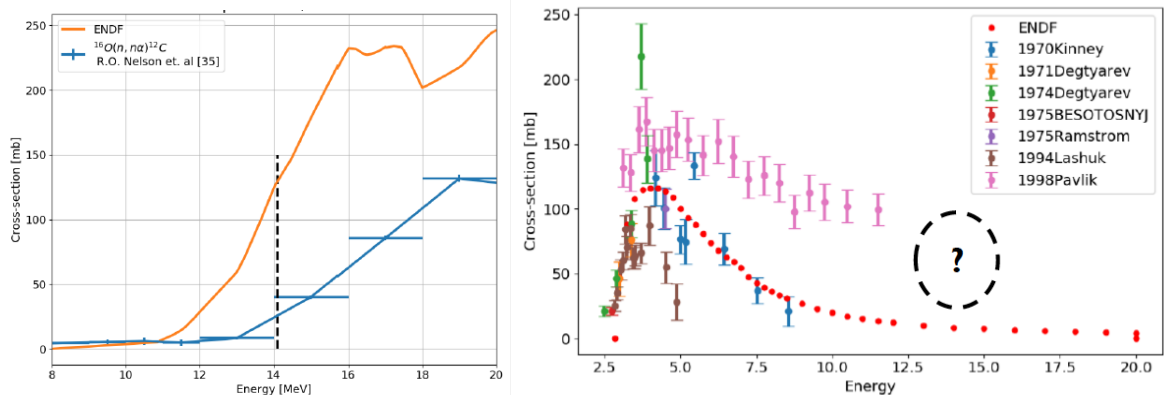 250
200
150
100
50
0
Cross-section [mb]
ENDF
¹⁶O(n, nα)¹²C
R.O. Nelson et. al [35]
8
10
12
14
16
18
20
Energy [MeV]
250
200
150
100
50
0
Cross-section [mb]
ENDF
1970Kinney
1971Degtyarev
1974Degtyarev
1975BESOTOSNYJ
1975Ramstrom
1994Lashuk
1998Pavlik
?
2.5
5.0
7.5
10.0
12.5
15.0
17.5
20.0
Energy